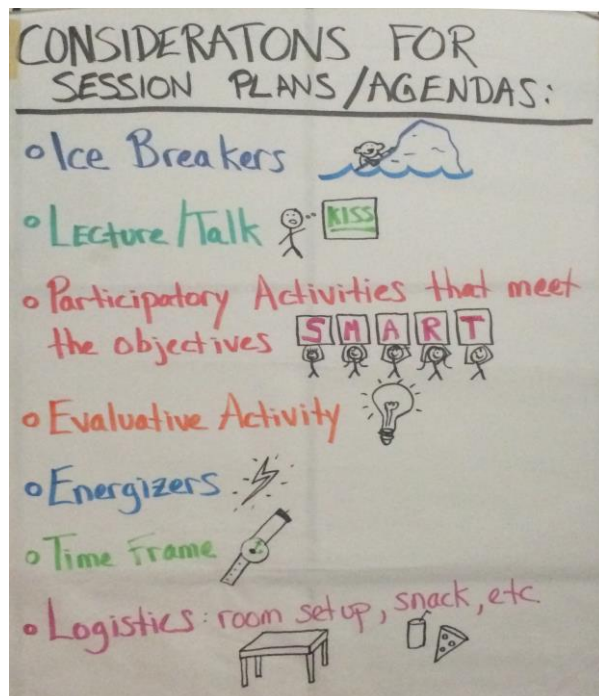 CONSIDERATONS FOR
SESSION PLANS/AGENDAS:
Ice Breakers
Lecture/Talk
KISS
Participatory Activities that meet
the objectives
SMART
Evaluative Activity
Energizers
Time Frame
Logistics: room setup, snack, etc